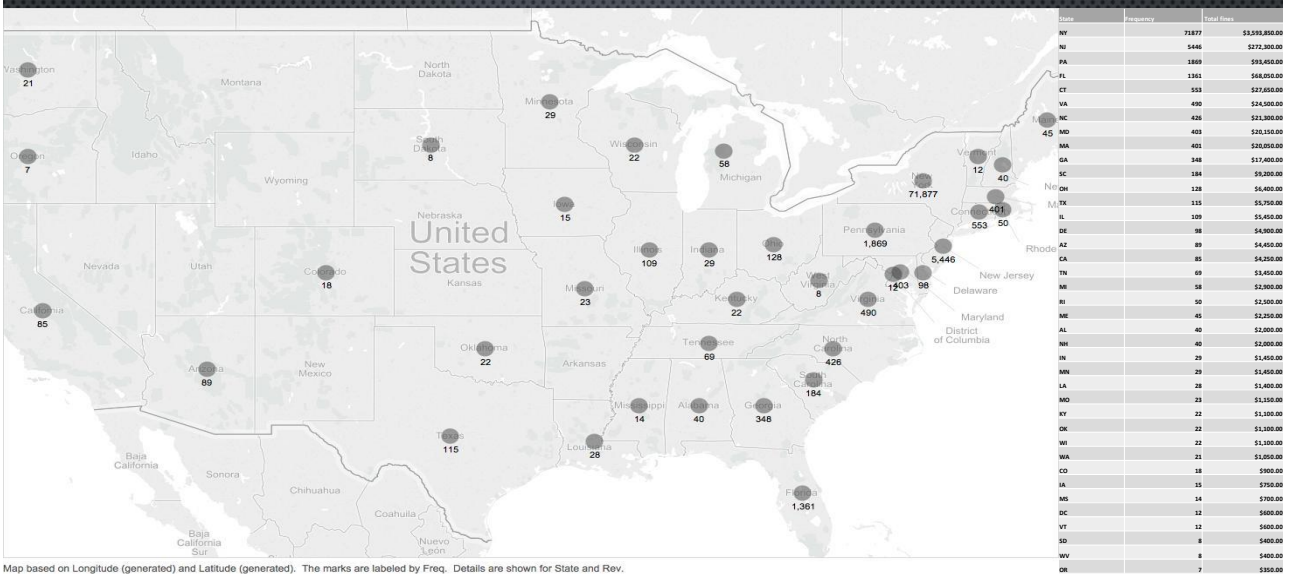 Washington
21
Montana
North
Dakota
Minnesota
29
Oregon
7
Idaho
South
Dakota
8
Wisconsin
22
58
Michigan
Wyoming
Vermont
12
40
45
New
71,877
Iowa
15
Nebraska
United
States
Connec
553
401
50
Rhode
Nevada
Utah
Colorado
18
Kansas
Missouri
23
Illinois
109
Indiana
29
Ohio
128
Pennsylvania
1,869
5,446
New Jersey
West
Virginia
8
12
403
98
Delaware
Maryland
District
of Columbia
California
85
Kentucky
22
Virginia
490
Arizona
89
New
Mexico
Oklahoma
22
Arkansas
Tennessee
69
North
Carolina
426
South
Carolina
184
Texas
115
Louisiana
28
Mississippi
14
Alabama
40
Georgia
348
Florida
1,361
Baja
California
Sonora
Chihuahua
Coahuila
Baja
California
Sur
Nuevo
León
Map based on Longitude (generated) and Latitude (generated). The marks are labeled by Freq. Details are shown for State and Rev.
State Frequency Total fines
NY 71877 $3,593,850.00
NJ 5446 $272,300.00
PA 1869 $93,450.00
FL 1361 $68,050.00
CT 553 $27,650.00
VA 490 $24,500.00
NC 426 $21,300.00
MD 403 $20,150.00
MA 401 $20,050.00
GA 348 $17,400.00
SC 184 $9,200.00
OH 128 $6,400.00
TX 115 $5,750.00
IL 109 $5,450.00
DE 98 $4,900.00
AZ 89 $4,450.00
CA 85 $4,250.00
TN 69 $3,450.00
MI 58 $2,900.00
RI 50 $2,500.00
ME 45 $2,250.00
AL 40 $2,000.00
NH 40 $2,000.00
IN 29 $1,450.00
MN 29 $1,450.00
LA 28 $1,400.00
MO 23 $1,150.00
KY 22 $1,100.00
OK 22 $1,100.00
WI 22 $1,100.00
WA 21 $1,050.00
CO 18 $900.00
IA 15 $750.00
MS 14 $700.00
DC 12 $600.00
VT 12 $600.00
SD 8 $400.00
WV 8 $400.00
OR 7 $350.00